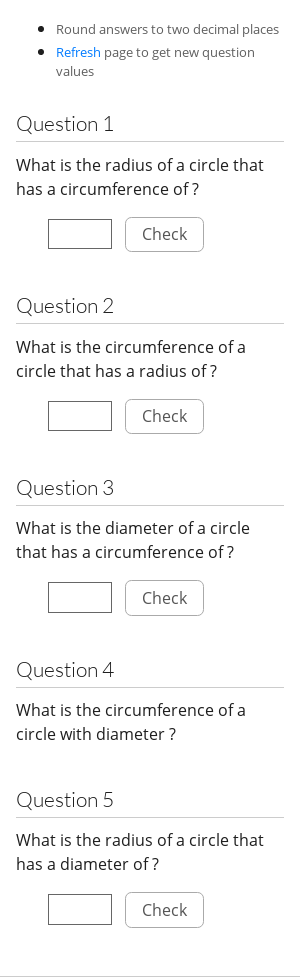 Round answers to two decimal places
Refresh page to get new question
values
Question 1
What is the radius of a circle that
has a circumference of ?
Check
Question 2
What is the circumference of a
circle that has a radius of ?
Check
Question 3
What is the diameter of a circle
that has a circumference of ?
Check
Question 4
What is the circumference of a
circle with diameter ?
Question 5
What is the radius of a circle that
has a diameter of ?
Check